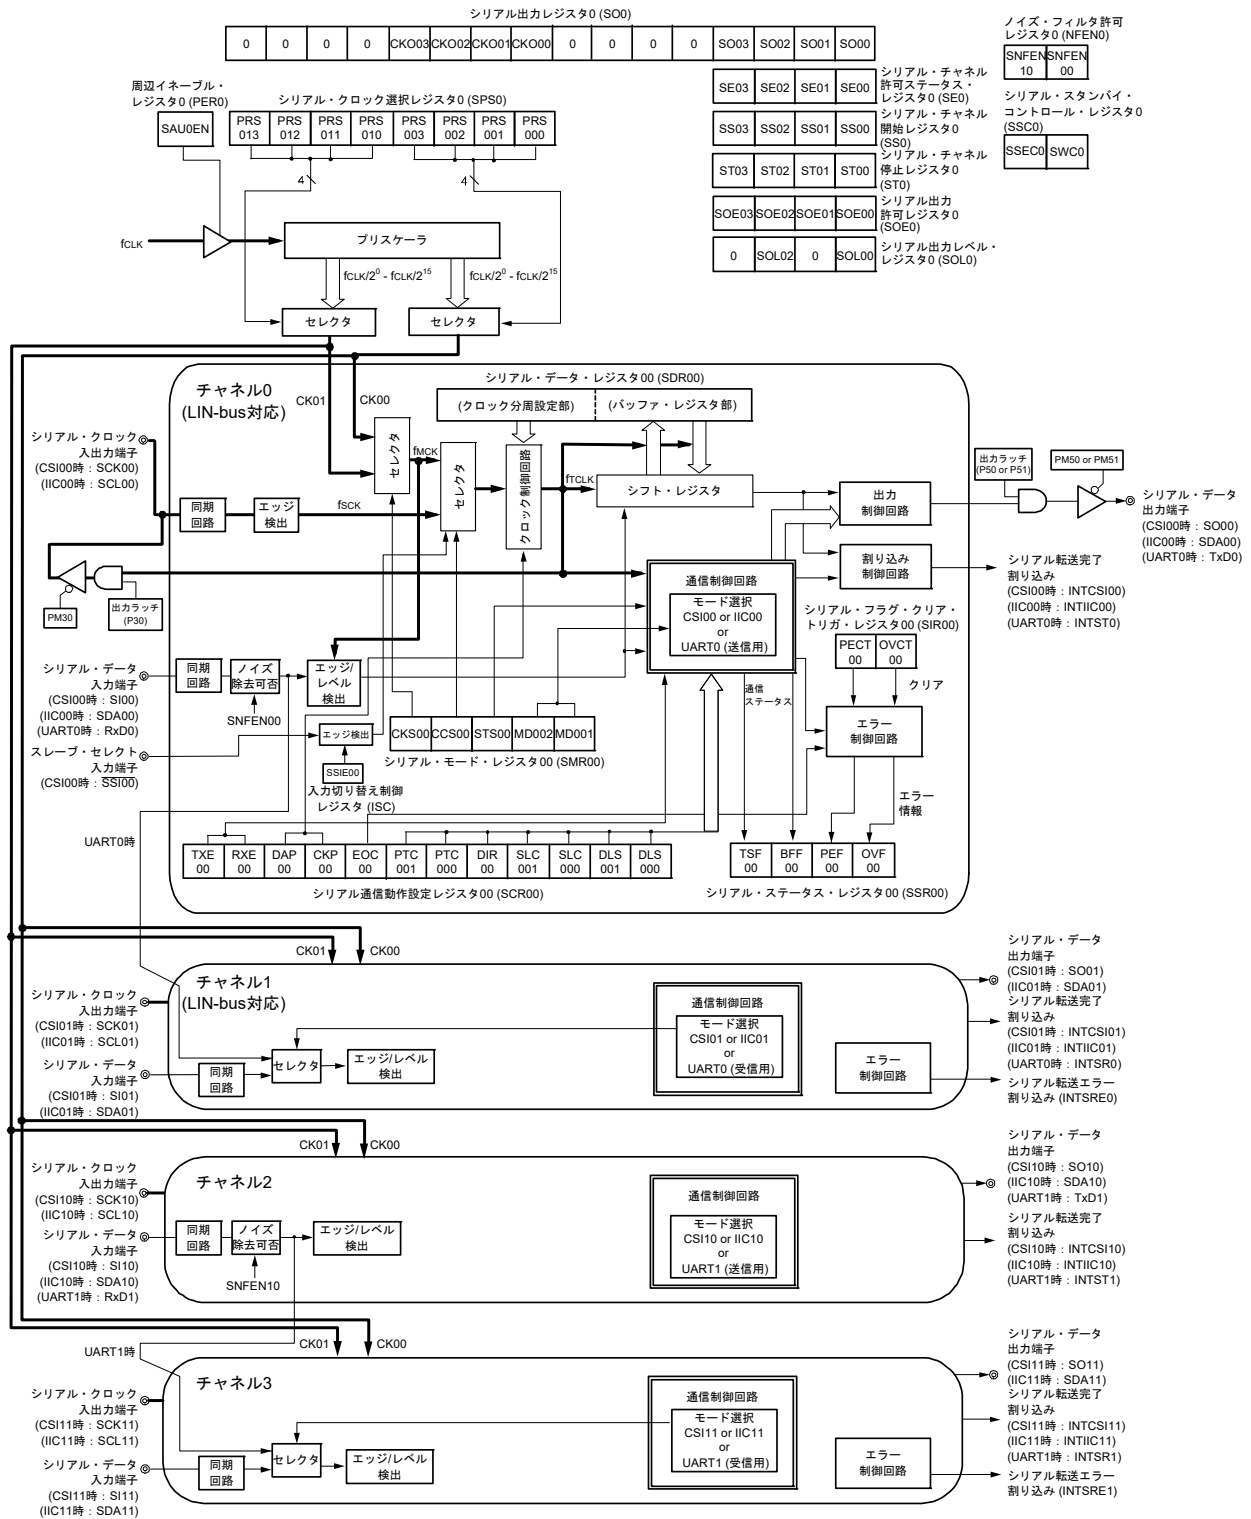 シリアル出力レジスタ0 (SO0)
0 0 0 0 CKO03 CKO02 CKO01 CKO00 0 0 0 0 SO03 SO02 SO01 SO00
ノイズ・フィルタ許可
レジスタ0 (NFEN0)
SNFEN
10
SNFEN
00
周辺イネーブル・
レジスタ0 (PER0)
SAU0EN
シリアル・クロック選択レジスタ0 (SPS0)
PRS PRS PRS PRS PRS PRS PRS PRS
013 012 011 010 003 002 001 000
SE03 SE02 SE01 SE00
シリアル・チャネル
許可ステータス・
レジスタ0 (SE0)
SS03 SS02 SS01 SS00
シリアル・チャネル
開始レジスタ0
(SS0)
ST03 ST02 ST01 ST00
シリアル・チャネル
停止レジスタ0
(ST0)
SOE03 SOE02 SOE01 SOE00
シリアル出力
許可レジスタ0
(SOE0)
0 SOL02 0 SOL00
シリアル出力レベル・
レジスタ0 (SOL0)
シリアル・スタンバイ・
コントロール・レジスタ0
(SSC0)
SSEC0 SWC0
4
4
fCLK
プリスケーラ
fCLK/2⁰ - fCLK/2¹⁵
fCLK/2⁰ - fCLK/2¹⁵
セレクタ
セレクタ
チャネル0
(LIN-bus対応)
CK01
CK00
シリアル・データ・レジスタ00 (SDR00)
(クロック分周設定部)
(バッファ・レジスタ部)
シリアル・クロック
入出力端子
(CSI00時：SCK00)
(IIC00時：SCL00)
同期
回路
エッジ
検出
fSCK
セレクタ
fMCK
セレクタ
クロック制御回路
fTCLK
シフト・レジスタ
出力
制御回路
出力ラッチ
(P50 or P51)
PM50 or PM51
シリアル・データ
出力端子
(CSI00時：SO00)
(IIC00時：SDA00)
(UART0時：TxD0)
割り込み
制御回路
シリアル転送完了
割り込み
(CSI00時：INTCSI00)
(IIC00時：INTIIC00)
(UART0時：INTST0)
PM30
出力ラッチ
(P30)
通信制御回路
モード選択
CSI00 or IIC00
or
UART0 (送信用)
シリアル・フラグ・クリア・
トリガ・レジスタ00 (SIR00)
PECT
00
OVCT
00
クリア
シリアル・データ
入力端子
(CSI00時：SI00)
(IIC00時：SDA00)
(UART0時：RxD0)
同期
回路
ノイズ
除去可否
SNFEN00
エッジ/
レベル
検出
通信
ステータス
エラー
制御回路
エラー
情報
スレーブ・セレクト
入力端子
(CSI00時：SSI00)
エッジ検出
SSIE00
入力切り替え制御
レジスタ (ISC)
CKS00 CCS00 STS00 MD002 MD001
シリアル・モード・レジスタ00 (SMR00)
UART0時
TXE RXE DAP CKP EOC PTC PTC DIR SLC SLC DLS DLS
00 00 00 00 00 001 000 00 001 000 001 000
シリアル通信動作設定レジスタ00 (SCR00)
TSF BFF PEF OVF
00 00 00 00
シリアル・ステータス・レジスタ00 (SSR00)
CK01
CK00
チャネル1
(LIN-bus対応)
シリアル・クロック
入出力端子
(CSI01時：SCK01)
(IIC01時：SCL01)
シリアル・データ
入力端子
(CSI01時：SI01)
(IIC01時：SDA01)
同期
回路
セレクタ
エッジ/レベル
検出
通信制御回路
モード選択
CSI01 or IIC01
or
UART0 (受信用)
エラー
制御回路
シリアル・データ
出力端子
(CSI01時：SO01)
(IIC01時：SDA01)
シリアル転送完了
割り込み
(CSI01時：INTCSI01)
(IIC01時：INTIIC01)
(UART0時：INTSR0)
シリアル転送エラー
割り込み (INTSRE0)
CK01
CK00
チャネル2
シリアル・クロック
入出力端子
(CSI10時：SCK10)
(IIC10時：SCL10)
シリアル・データ
入力端子
(CSI10時：SI10)
(IIC10時：SDA10)
(UART1時：RxD1)
同期
回路
ノイズ
除去可否
SNFEN10
エッジ/レベル
検出
通信制御回路
モード選択
CSI10 or IIC10
or
UART1 (送信用)
シリアル・データ
出力端子
(CSI10時：SO10)
(IIC10時：SDA10)
(UART1時：TxD1)
シリアル転送完了
割り込み
(CSI10時：INTCSI10)
(IIC10時：INTIIC10)
(UART1時：INTST1)
UART1時
CK01
CK00
チャネル3
シリアル・クロック
入出力端子
(CSI11時：SCK11)
(IIC11時：SCL11)
シリアル・データ
入力端子
(CSI11時：SI11)
(IIC11時：SDA11)
同期
回路
セレクタ
エッジ/レベル
検出
通信制御回路
モード選択
CSI11 or IIC11
or
UART1 (受信用)
エラー
制御回路
シリアル・データ
出力端子
(CSI11時：SO11)
(IIC11時：SDA11)
シリアル転送完了
割り込み
(CSI11時：INTCSI11)
(IIC11時：INTIIC11)
(UART1時：INTSR1)
シリアル転送エラー
割り込み (INTSRE1)